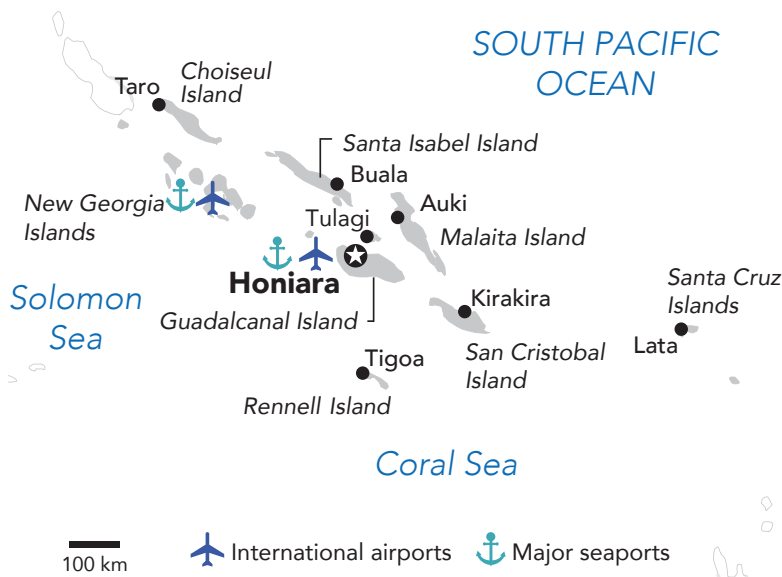 SOUTH PACIFIC
OCEAN
Choiseul
Island
Taro
Santa Isabel Island
Buala
New Georgia
Islands
Tulagi
Auki
Malaita Island
Honiara
Santa Cruz
Islands
Solomon
Sea
Guadalcanal Island
Kirakira
Lata
San Cristobal
Island
Tigoa
Rennell Island
Coral Sea
100 km
International airports
Major seaports